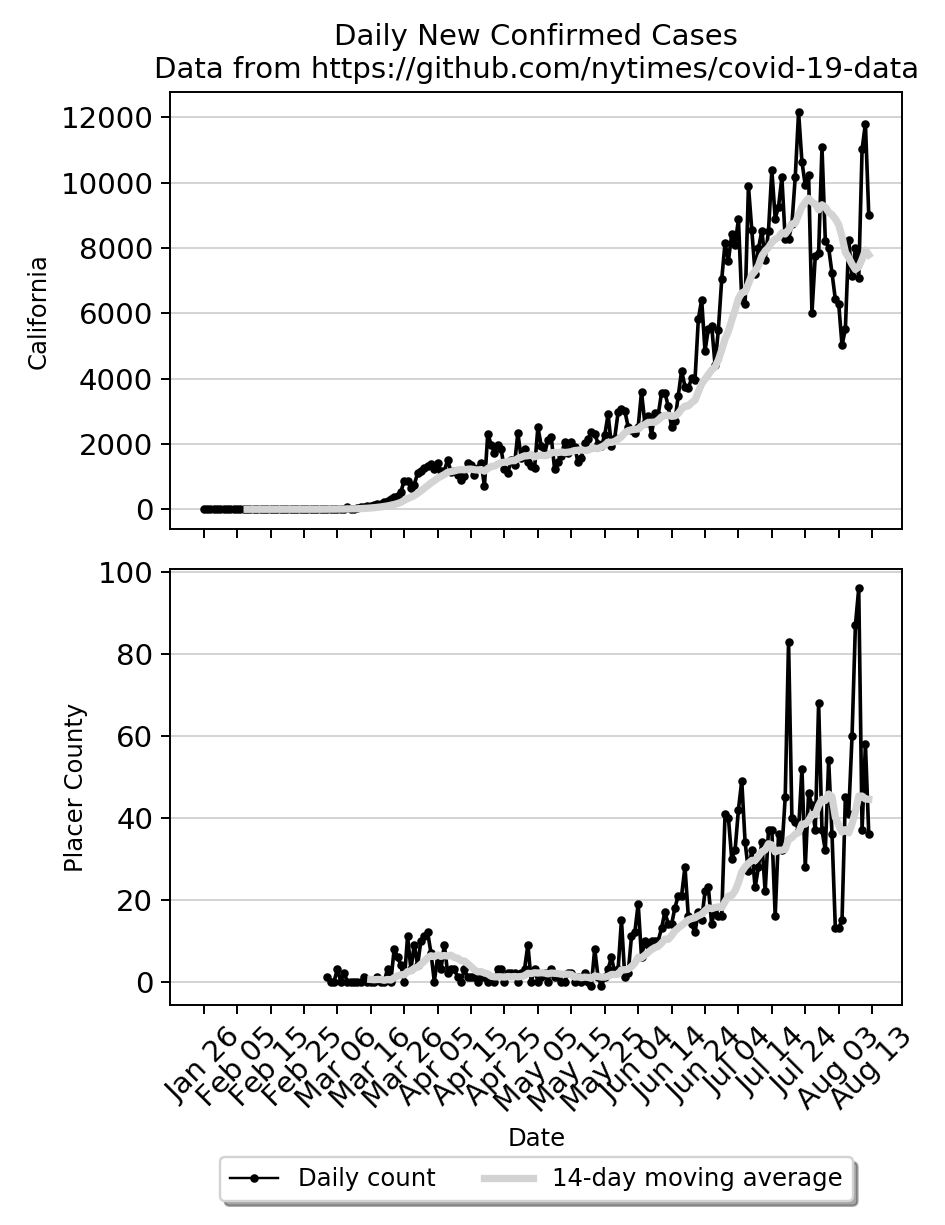 Daily New Confirmed Cases
Data from https://github.com/nytimes/covid-19-data
12000
10000
8000
6000
4000
2000
0
California
100
80
60
40
20
0
Placer County
Jan 26
Feb 05
Feb 15
Feb 25
Mar 06
Mar 16
Mar 26
Apr 05
Apr 15
Apr 25
May 05
May 15
May 25
Jun 04
Jun 14
Jun 24
Jul 04
Jul 14
Jul 24
Aug 03
Aug 13
Date
Daily count
14-day moving average